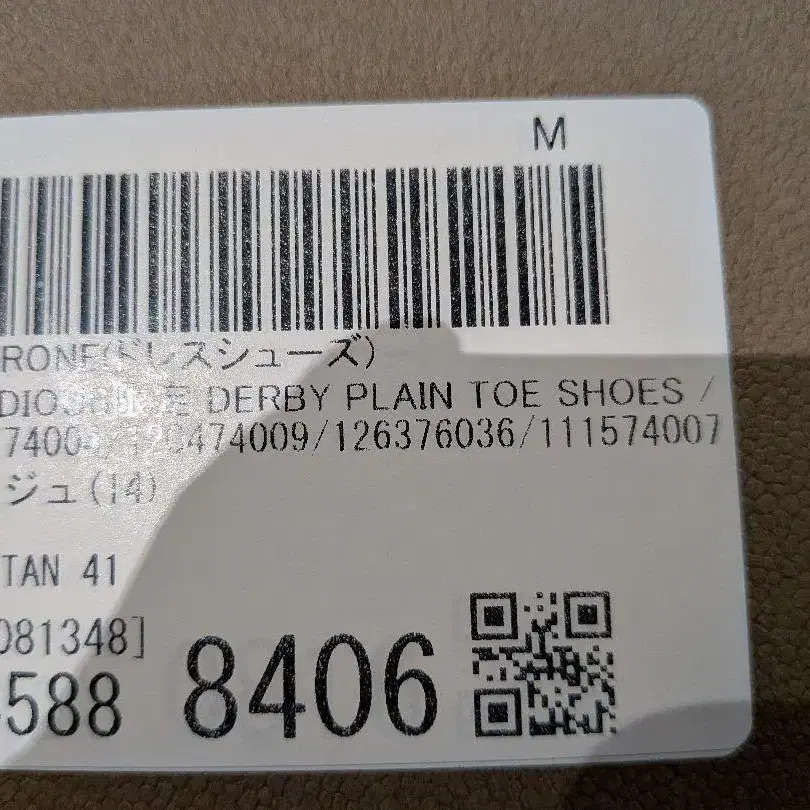 M
RONE(ドレスシューズ)
DERBY PLAIN TOE SHOES /
474009/126376036/111574007
ジュ(14)
TAN 41
081348]
588 8406